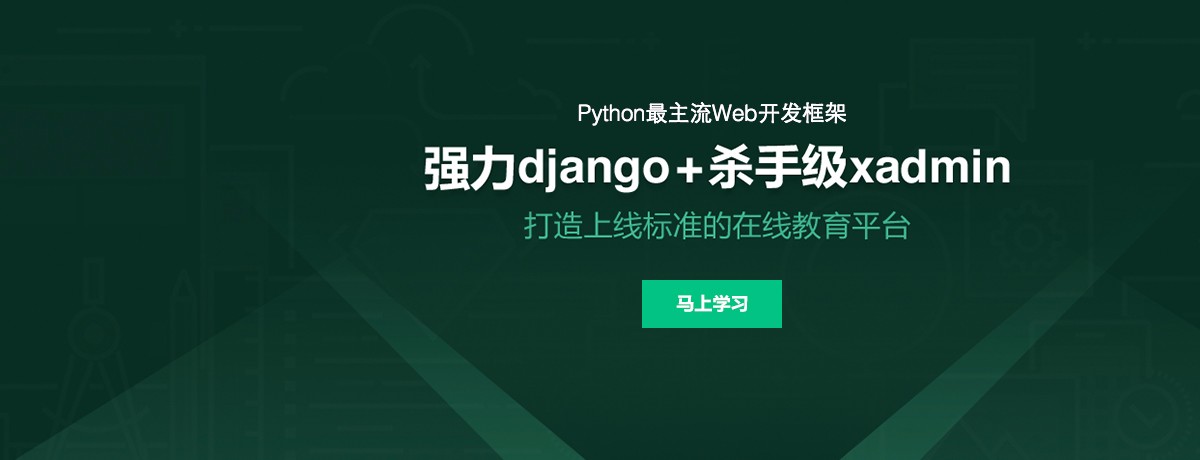 Python最主流Web开发框架
强力django+杀手级xadmin
打造上线标准的在线教育平台
马上学习